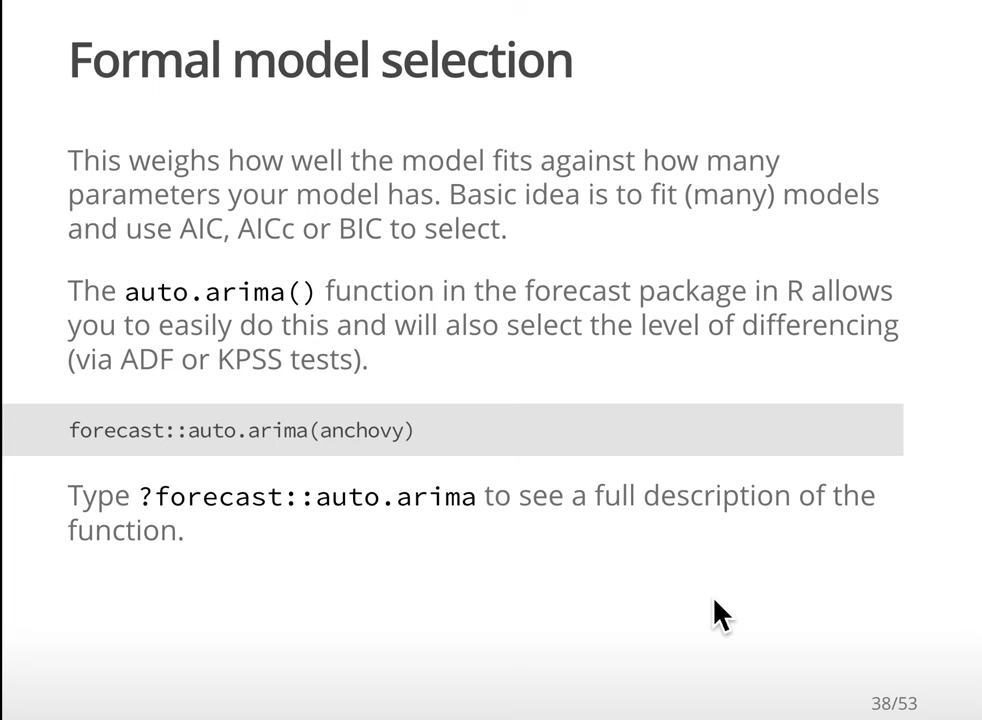 Formal model selection
This weighs how well the model fits against how many
parameters your model has. Basic idea is to fit (many) models
and use AIC, AICc or BIC to select.
The auto.arima() function in the forecast package in R allows
you to easily do this and will also select the level of differencing
(via ADF or KPSS tests).
forecast::auto.arima(anchovy)
Type ?forecast::auto.arima to see a full description of the
function.
38/53